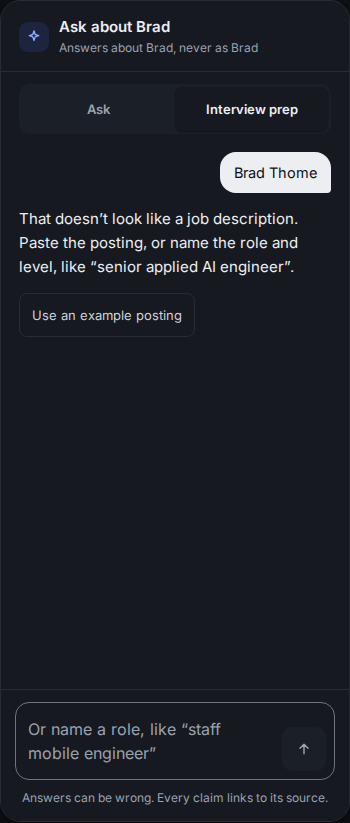 Ask about Brad
Answers about Brad, never as Brad
Ask
Interview prep
Brad Thome
That doesn’t look like a job description.
Paste the posting, or name the role and
level, like “senior applied AI engineer”.
Use an example posting
Or name a role, like “staff
mobile engineer”
Answers can be wrong. Every claim links to its source.